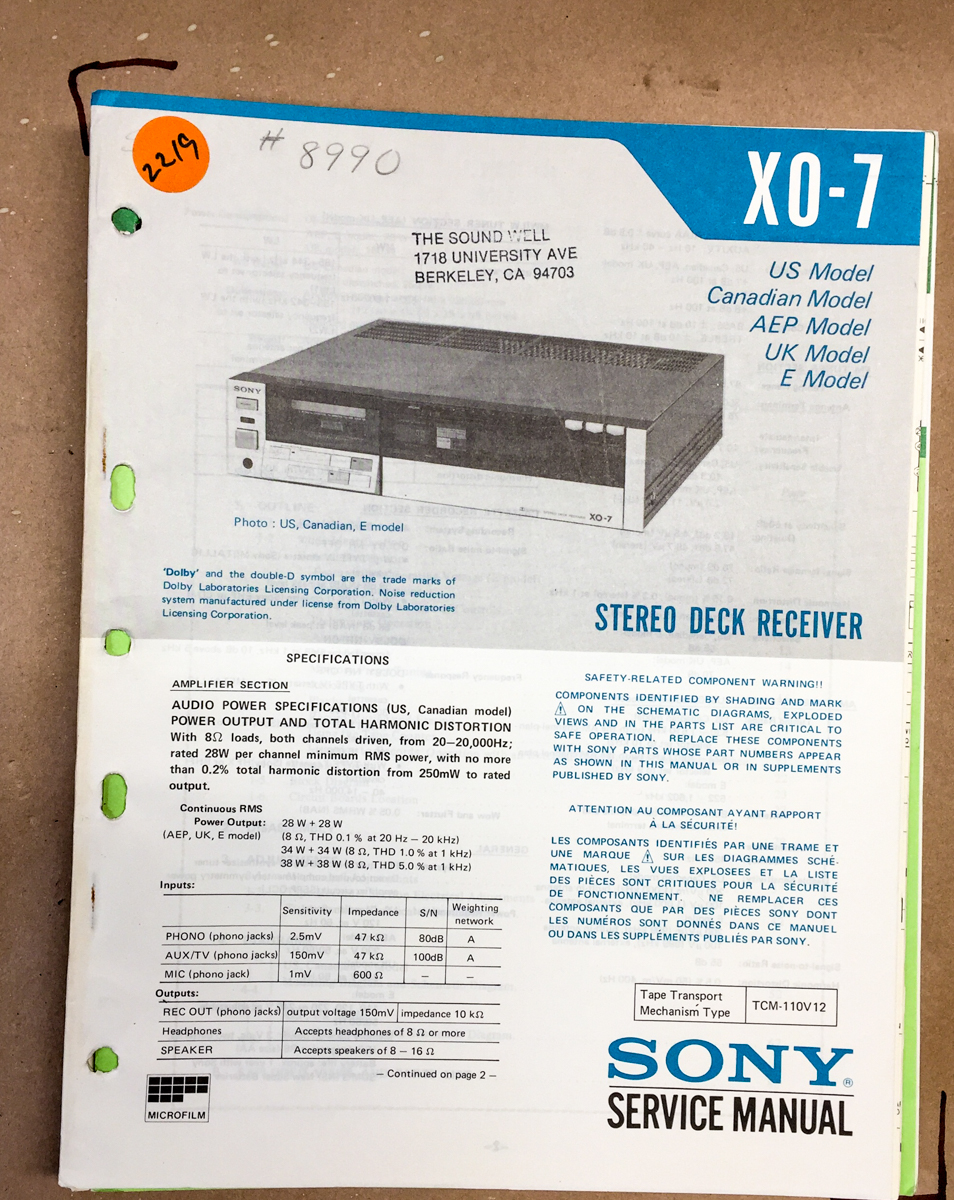 2219
# 8990
XO-7
THE SOUND WELL
1718 UNIVERSITY AVE
BERKELEY, CA 94703
US Model
Canadian Model
AEP Model
UK Model
E Model
SONY
XO-7
Photo : US, Canadian, E model
'Dolby' and the double-D symbol are the trade marks of
Dolby Laboratories Licensing Corporation. Noise reduction
system manufactured under license from Dolby Laboratories
Licensing Corporation.
STEREO DECK RECEIVER
SPECIFICATIONS
AMPLIFIER SECTION
AUDIO POWER SPECIFICATIONS (US, Canadian model)
POWER OUTPUT AND TOTAL HARMONIC DISTORTION
With 8Ω loads, both channels driven, from 20–20,000Hz;
rated 28W per channel minimum RMS power, with no more
than 0.2% total harmonic distortion from 250mW to rated
output.
Continuous RMS
Power Output: 28 W + 28 W
(AEP, UK, E model) (8 Ω, THD 0.1 % at 20 Hz – 20 kHz)
34 W + 34 W (8 Ω, THD 1.0 % at 1 kHz)
38 W + 38 W (8 Ω, THD 5.0 % at 1 kHz)
Inputs:
Sensitivity Impedance S/N Weighting network
PHONO (phono jacks) 2.5mV 47 kΩ 80dB A
AUX/TV (phono jacks) 150mV 47 kΩ 100dB A
MIC (phono jack) 1mV 600 Ω – –
Outputs:
REC OUT (phono jacks) output voltage 150mV impedance 10 kΩ
Headphones Accepts headphones of 8 Ω or more
SPEAKER Accepts speakers of 8 – 16 Ω
– Continued on page 2 –
MICROFILM
SAFETY-RELATED COMPONENT WARNING!!
COMPONENTS IDENTIFIED BY SHADING AND MARK
⚠ ON THE SCHEMATIC DIAGRAMS, EXPLODED
VIEWS AND IN THE PARTS LIST ARE CRITICAL TO
SAFE OPERATION. REPLACE THESE COMPONENTS
WITH SONY PARTS WHOSE PART NUMBERS APPEAR
AS SHOWN IN THIS MANUAL OR IN SUPPLEMENTS
PUBLISHED BY SONY.
ATTENTION AU COMPOSANT AYANT RAPPORT
À LA SÉCURITÉ!
LES COMPOSANTS IDENTIFIÉS PAR UNE TRAME ET
UNE MARQUE ⚠ SUR LES DIAGRAMMES SCHÉ-
MATIQUES, LES VUES EXPLOSEES ET LA LISTE
DES PIÈCES SONT CRITIQUES POUR LA SÉCURITÉ
DE FONCTIONNEMENT. NE REMPLACER CES
COMPOSANTS QUE PAR DES PIÈCES SONY DONT
LES NUMÉROS SONT DONNÉS DANS CE MANUEL
OU DANS LES SUPPLÉMENTS PUBLIÉS PAR SONY.
Tape Transport
Mechanism Type TCM-110V12
SONY®
SERVICE MANUAL